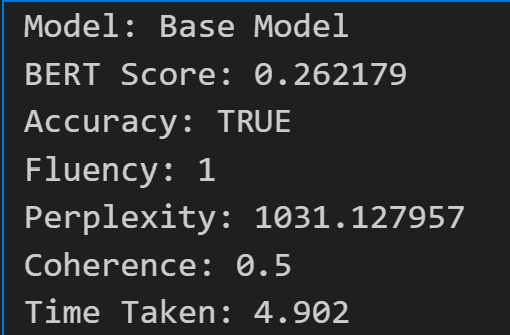 Model: Base Model
BERT Score: 0.262179
Accuracy: TRUE
Fluency: 1
Perplexity: 1031.127957
Coherence: 0.5
Time Taken: 4.902